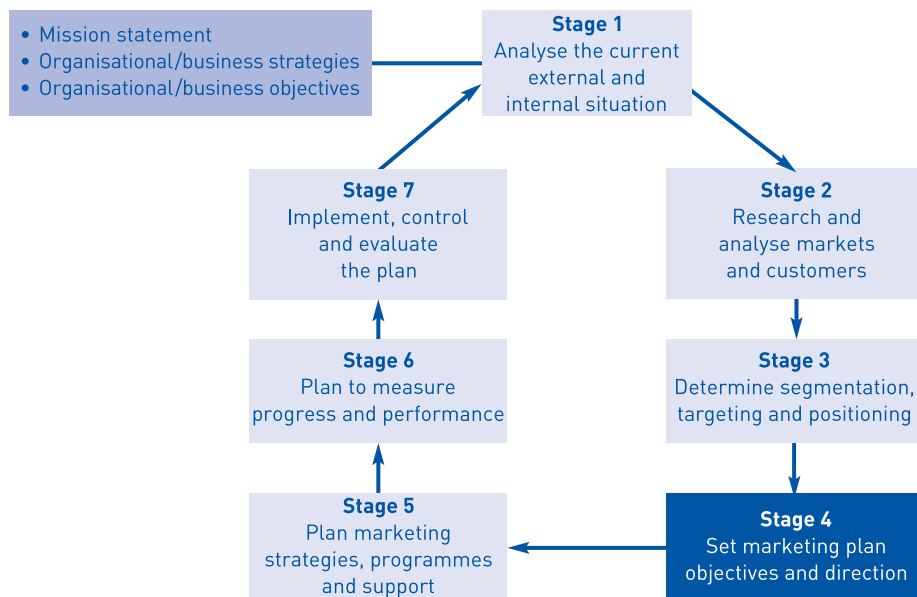 • Mission statement
• Organisational/business strategies
• Organisational/business objectives
Stage 1
Analyse the current
external and
internal situation
Stage 2
Research and
analyse markets
and customers
Stage 3
Determine segmentation,
targeting and positioning
Stage 4
Set marketing plan
objectives and direction
Stage 5
Plan marketing
strategies, programmes
and support
Stage 6
Plan to measure
progress and performance
Stage 7
Implement, control
and evaluate
the plan